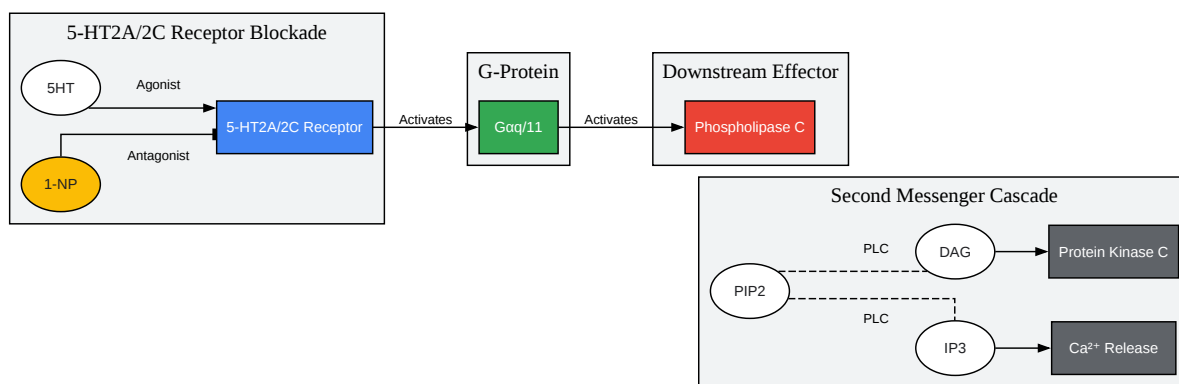 5-HT2A/2C Receptor Blockade
5HT
Agonist
5-HT2A/2C Receptor
Antagonist
1-NP
Activates
G-Protein
Gαq/11
Activates
Downstream Effector
Phospholipase C
Second Messenger Cascade
PIP2
PLC
DAG
Protein Kinase C
PLC
IP3
Ca²⁺ Release